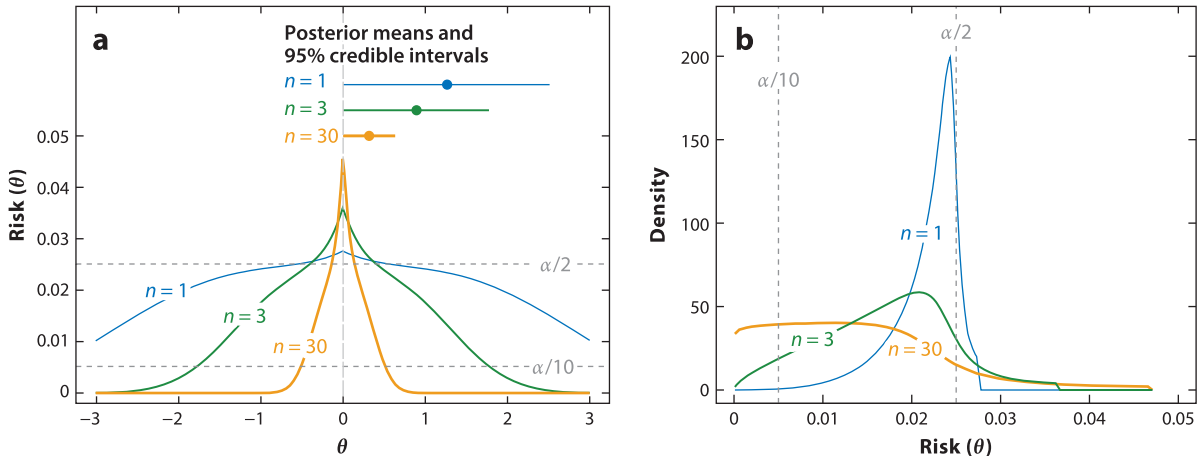 a
Posterior means and
95% credible intervals
n = 1
n = 3
n = 30
0.05
0.04
0.03
0.02
0.01
0
Risk (θ)
α/2
n = 1
n = 3
n = 30
α/10
−3
−2
−1
0
1
2
3
θ
b
α/2
α/10
200
150
100
50
0
Density
n = 1
n = 3
n = 30
0
0.01
0.02
0.03
0.04
0.05
Risk (θ)